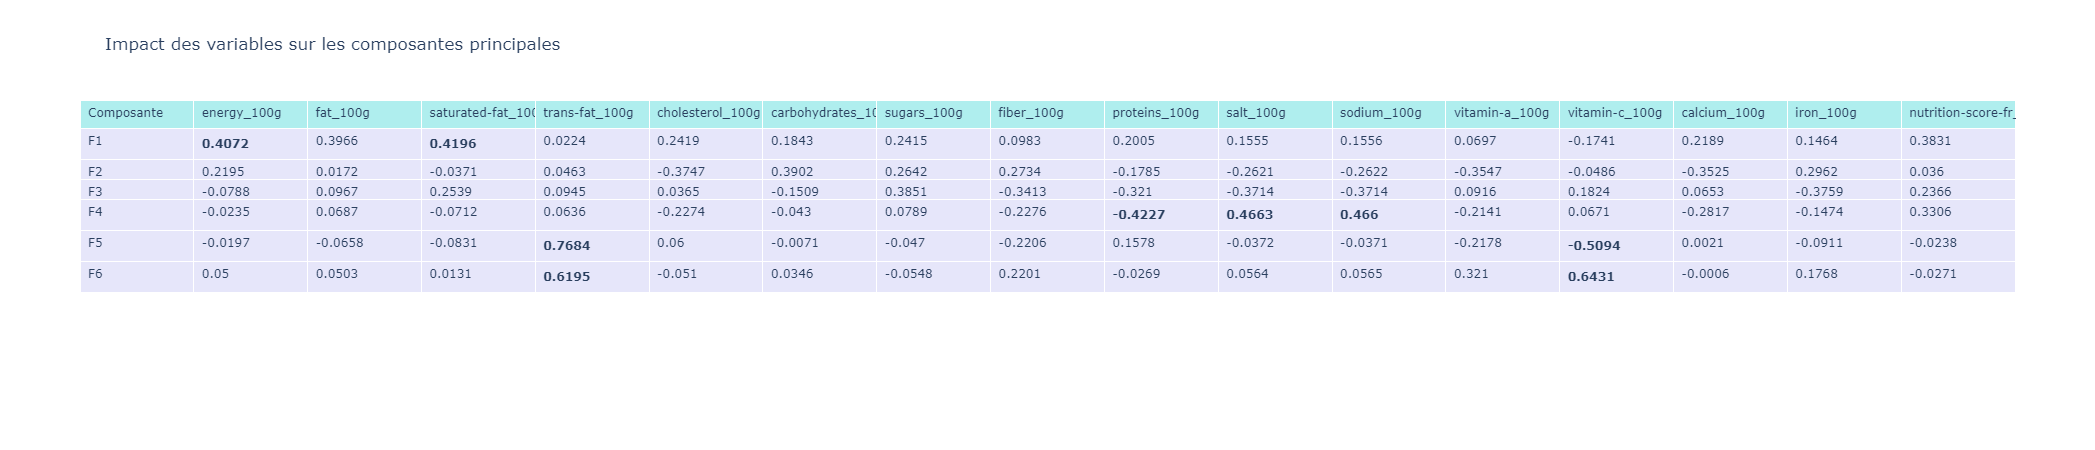 Impact des variables sur les composantes principales
Composante energy_100g fat_100g saturated-fat_100 trans-fat_100g cholesterol_100g carbohydrates_10 sugars_100g fiber_100g proteins_100g salt_100g sodium_100g vitamin-a_100g vitamin-c_100g calcium_100g iron_100g nutrition-score-fr_
F1 0.4072 0.3966 0.4196 0.0224 0.2419 0.1843 0.2415 0.0983 0.2005 0.1555 0.1556 0.0697 -0.1741 0.2189 0.1464 0.3831
F2 0.2195 0.0172 -0.0371 0.0463 -0.3747 0.3902 0.2642 0.2734 -0.1785 -0.2621 -0.2622 -0.3547 -0.0486 -0.3525 0.2962 0.036
F3 -0.0788 0.0967 0.2539 0.0945 0.0365 -0.1509 0.3851 -0.3413 -0.321 -0.3714 -0.3714 0.0916 0.1824 0.0653 -0.3759 0.2366
F4 -0.0235 0.0687 -0.0712 0.0636 -0.2274 -0.043 0.0789 -0.2276 -0.4227 0.4663 0.466 -0.2141 0.0671 -0.2817 -0.1474 0.3306
F5 -0.0197 -0.0658 -0.0831 0.7684 0.06 -0.0071 -0.047 -0.2206 0.1578 -0.0372 -0.0371 -0.2178 -0.5094 0.0021 -0.0911 -0.0238
F6 0.05 0.0503 0.0131 0.6195 -0.051 0.0346 -0.0548 0.2201 -0.0269 0.0564 0.0565 0.321 0.6431 -0.0006 0.1768 -0.0271